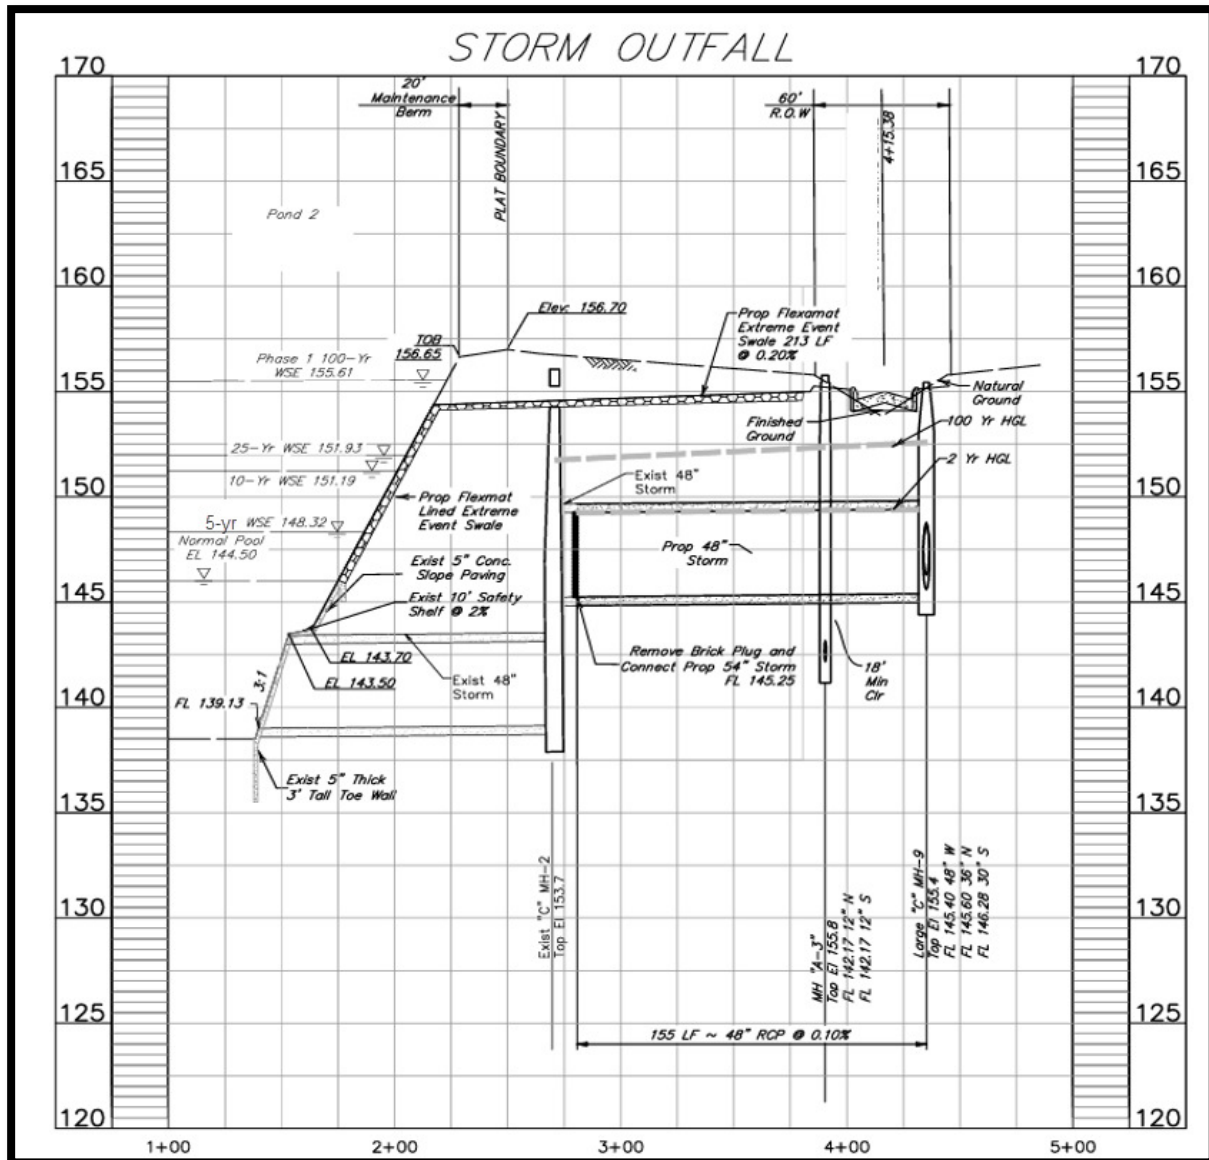 STORM OUTFALL
170
170
20'
Maintenance
Berm
PLAT BOUNDARY
60'
R.O.W
4+15.38
165
165
Pond 2
160
160
Elev: 156.70
Prop Flexamat
Extreme Event
Swale 213 LF
@ 0.20%
TOB
156.65
Phase 1 100-Yr
WSE 155.61
155
155
Natural
Ground
Finished
Ground
100 Yr HGL
25-Yr WSE 151.93
10-Yr WSE 151.19
2 Yr HGL
Exist 48"
Storm
150
150
Prop Flexmat
Lined Extreme
Event Swale
5-yr WSE 148.32
Normal Pool
EL 144.50
Prop 48"
Storm
Exist 5" Conc.
Slope Paving
Exist 10' Safety
Shelf @ 2%
145
145
EL 143.70
EL 143.50
Exist 48"
Storm
Remove Brick Plug and
Connect Prop 54" Storm
FL 145.25
18'
Min
Clr
3:1
FL 139.13
140
140
Exist 5" Thick
3' Tall Toe Wall
135
135
Exist "C" MH-2
Top El 153.7
MH "A-3"
Top El 155.8
FL 142.17 12" N
FL 142.17 12" S
Large "C" MH-9
Top El 155.4
FL 145.40 48" W
FL 145.60 36" N
FL 146.28 30" S
130
130
125
125
155 LF ~ 48" RCP @ 0.10%
120
120
1+00
2+00
3+00
4+00
5+00